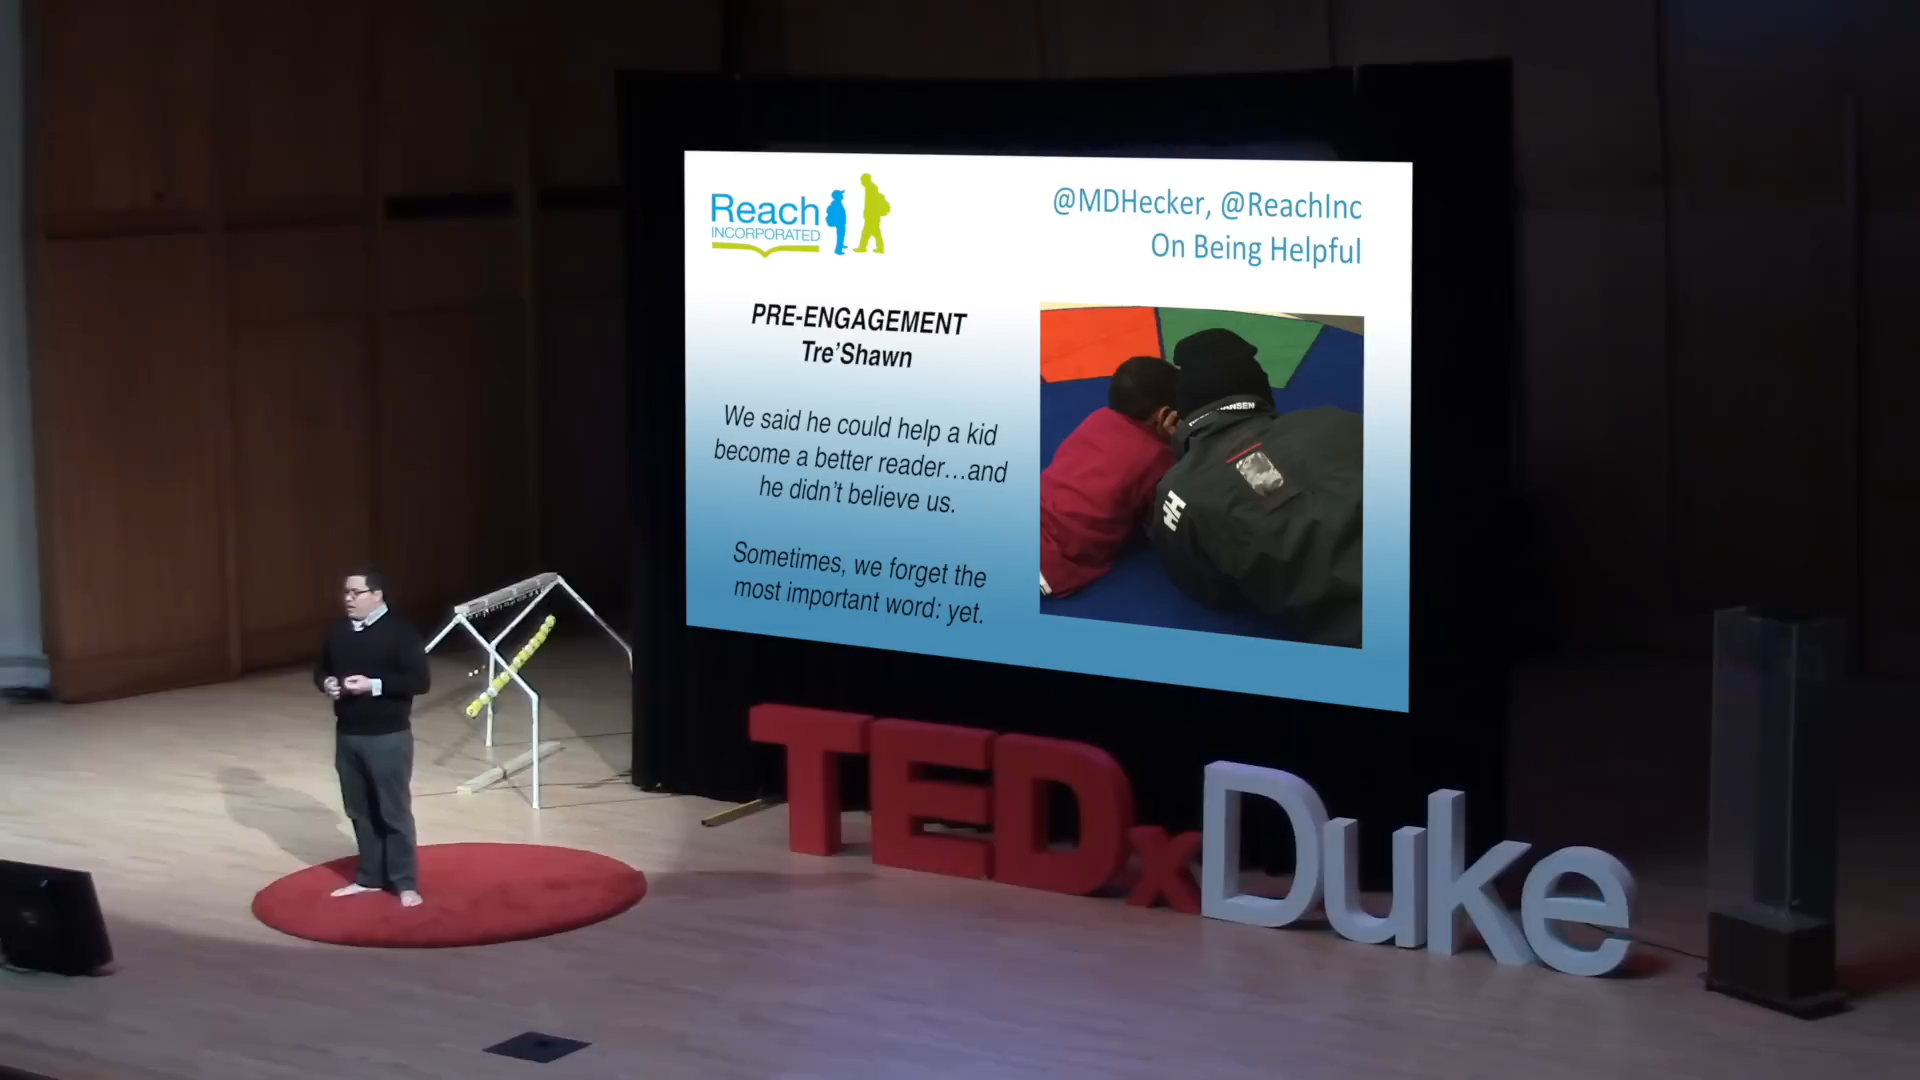 Reach
INCORPORATED
@MDHecker, @ReachInc
On Being Helpful
PRE-ENGAGEMENT
Tre'Shawn
We said he could help a kid
become a better reader…and
he didn't believe us.
Sometimes, we forget the
most important word: yet.
HH
TEDxDuke